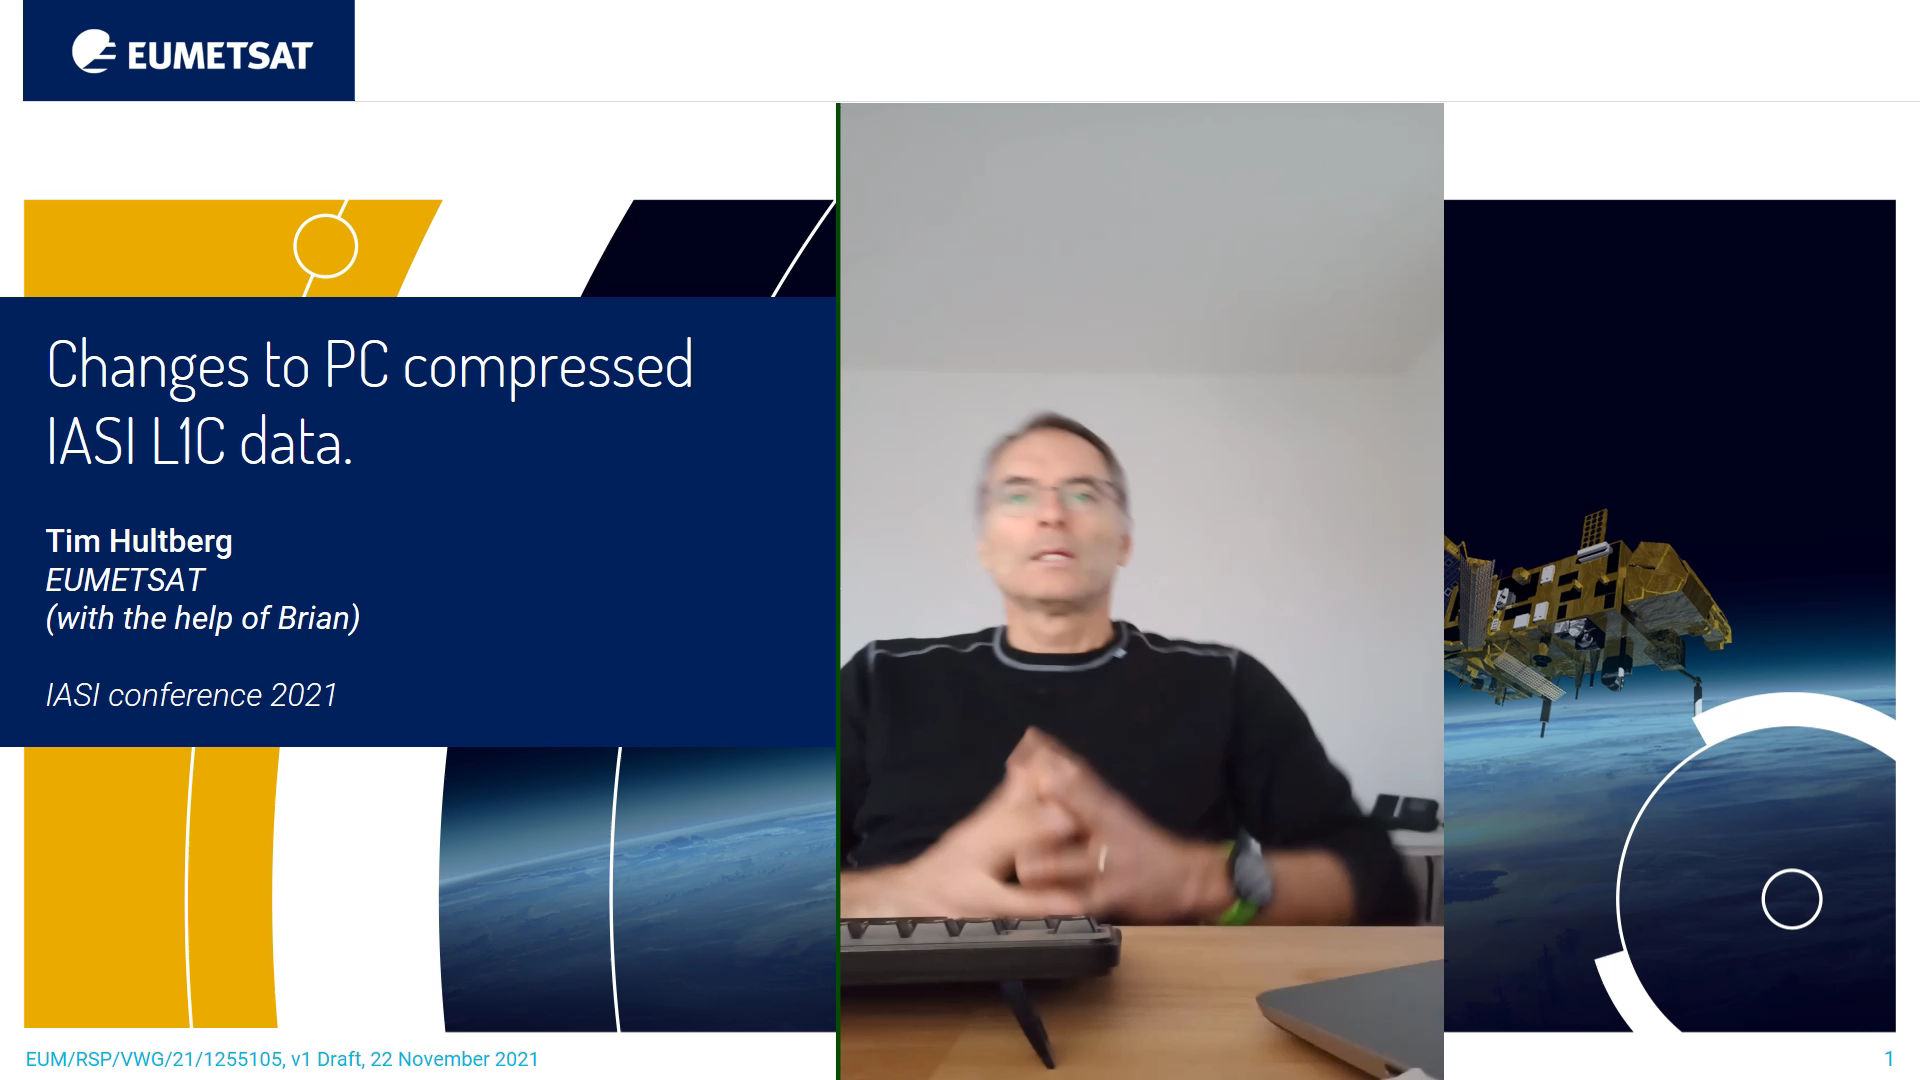 EUMETSAT
Changes to PC compressed
IASI L1C data.
Tim Hultberg
EUMETSAT
(with the help of Brian)
IASI conference 2021
EUM/RSP/VWG/21/1255105, v1 Draft, 22 November 2021
1